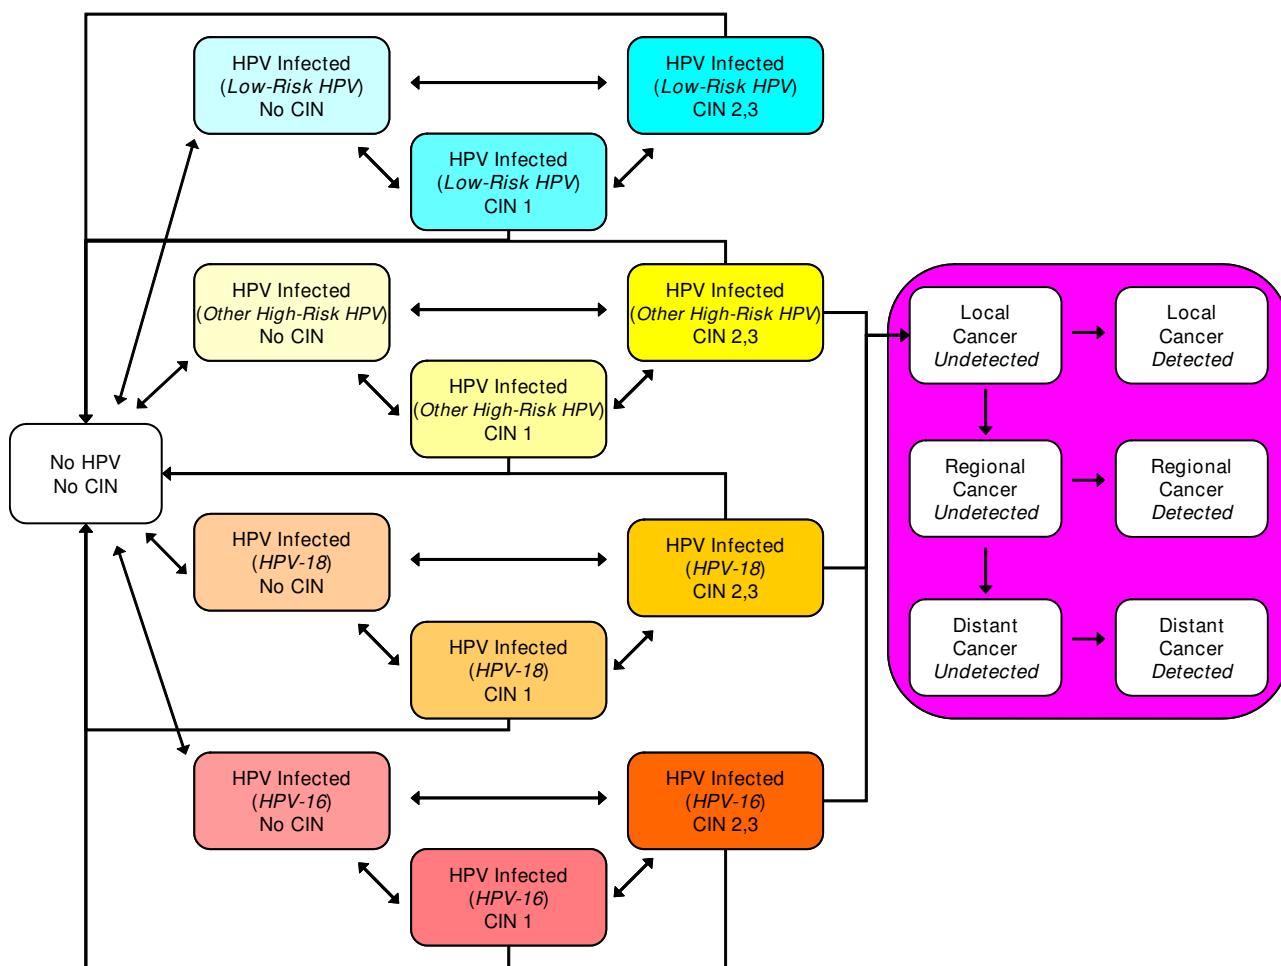 HPV Infected
(Low-Risk HPV)
No CIN
HPV Infected
(Low-Risk HPV)
CIN 2,3
HPV Infected
(Low-Risk HPV)
CIN 1
HPV Infected
(Other High-Risk HPV)
No CIN
HPV Infected
(Other High-Risk HPV)
CIN 2,3
HPV Infected
(Other High-Risk HPV)
CIN 1
No HPV
No CIN
HPV Infected
(HPV-18)
No CIN
HPV Infected
(HPV-18)
CIN 2,3
HPV Infected
(HPV-18)
CIN 1
HPV Infected
(HPV-16)
No CIN
HPV Infected
(HPV-16)
CIN 2,3
HPV Infected
(HPV-16)
CIN 1
Local
Cancer
Undetected
Local
Cancer
Detected
Regional
Cancer
Undetected
Regional
Cancer
Detected
Distant
Cancer
Undetected
Distant
Cancer
Detected